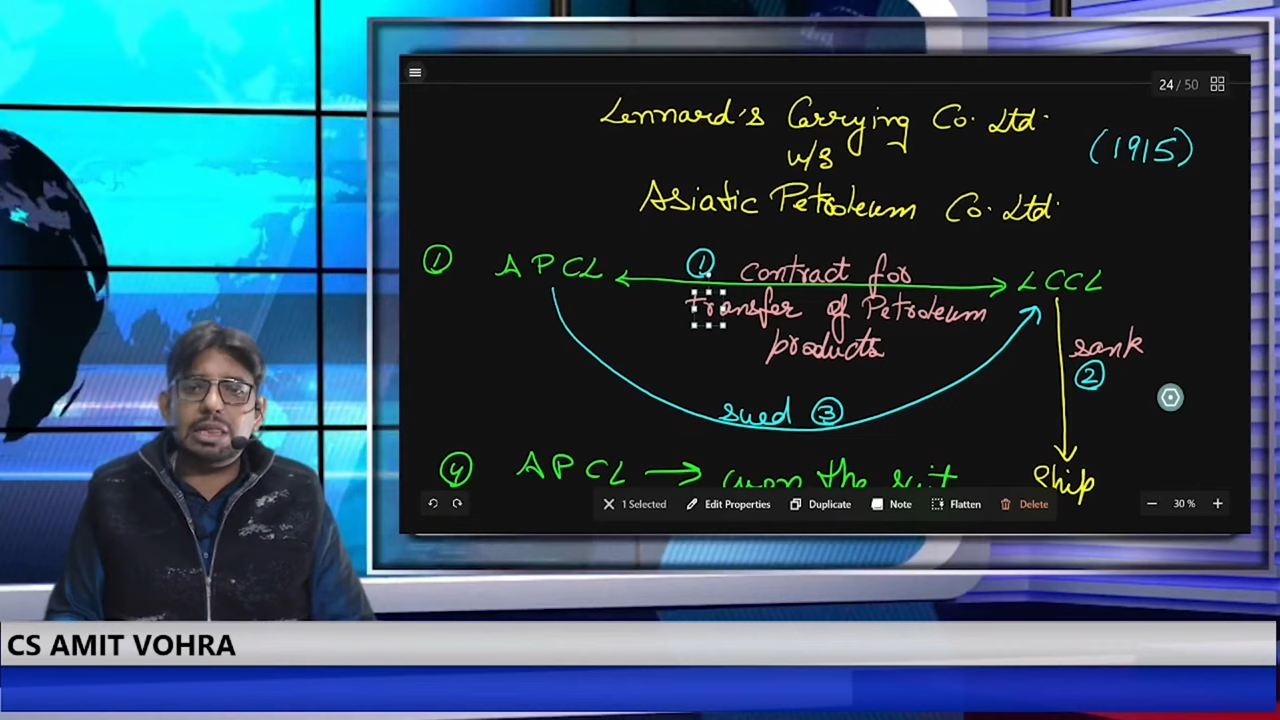 24 / 50
Lennard's Carrying Co. Ltd.
v/s
(1915)
Asiatic Petroleum Co. Ltd.
① APCL ① contract for LCCL
transfer of Petroleum
products
sank
②
sued ③
④ APCL → won the suit
Ship
1 Selected Edit Properties Duplicate Note Flatten Delete 30 %
CS AMIT VOHRA